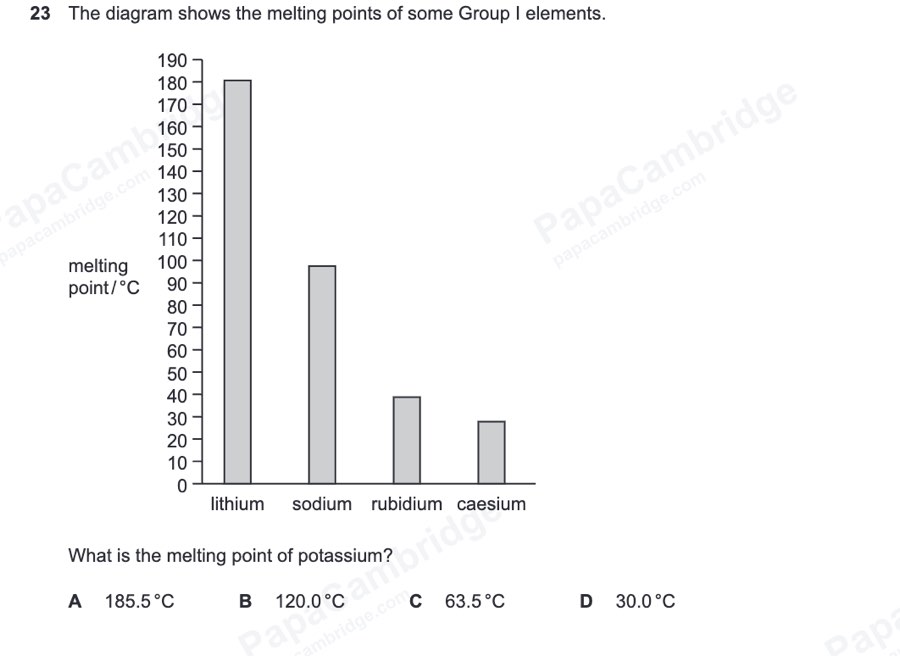 23 The diagram shows the melting points of some Group I elements.
190
180
170
160
150
140
130
120
110
100
90
80
70
60
50
40
30
20
10
0
melting
point / °C
lithium sodium rubidium caesium
What is the melting point of potassium?
A 185.5 °C B 120.0 °C C 63.5 °C D 30.0 °C
PapaCambridge
papacambridge.com